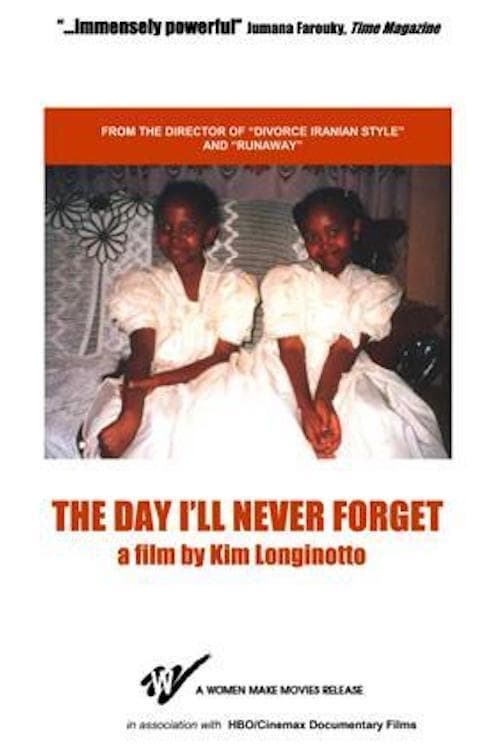 "...immensely powerful" Jumana Farouky, Time Magazine
FROM THE DIRECTOR OF "DIVORCE IRANIAN STYLE"
AND "RUNAWAY"
THE DAY I'LL NEVER FORGET
a film by Kim Longinotto
W A WOMEN MAKE MOVIES RELEASE
in association with HBO/Cinemax Documentary Films